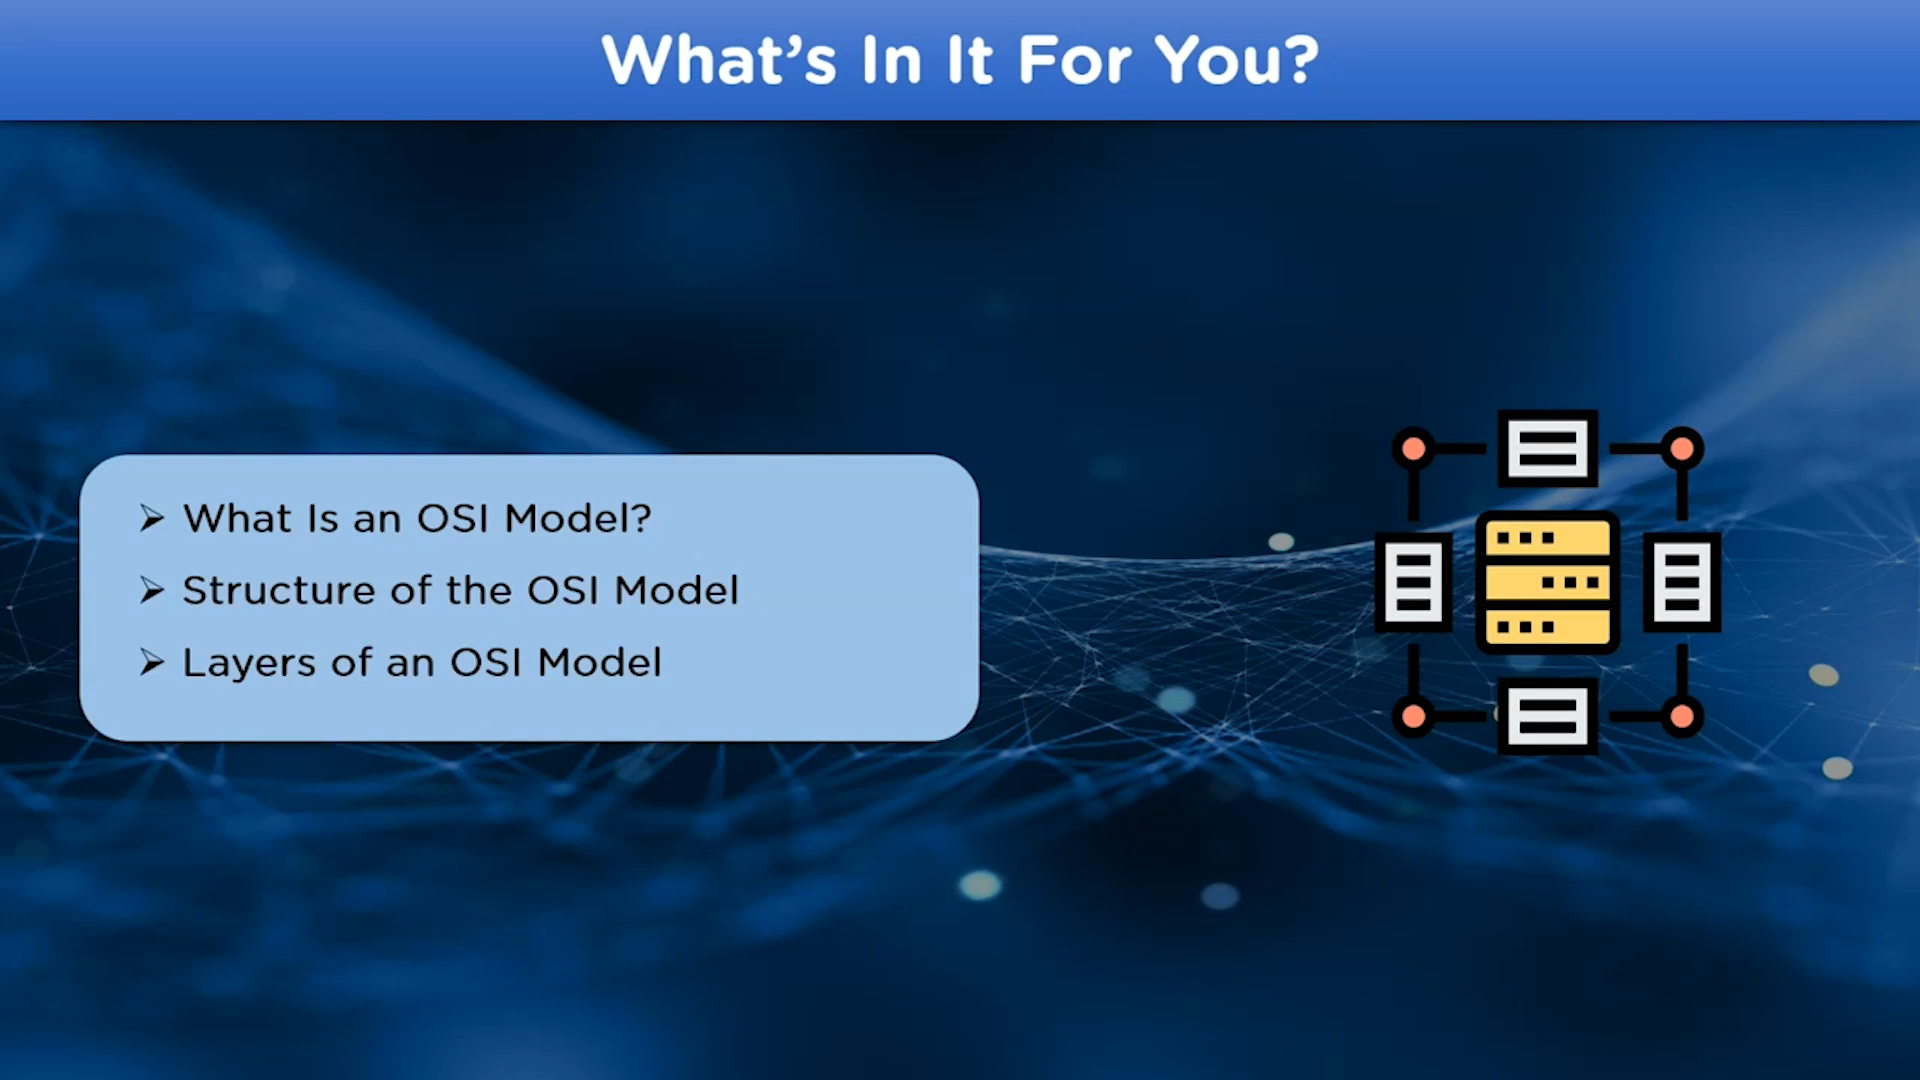 What's In It For You?
➢ What Is an OSI Model?
➢ Structure of the OSI Model
➢ Layers of an OSI Model